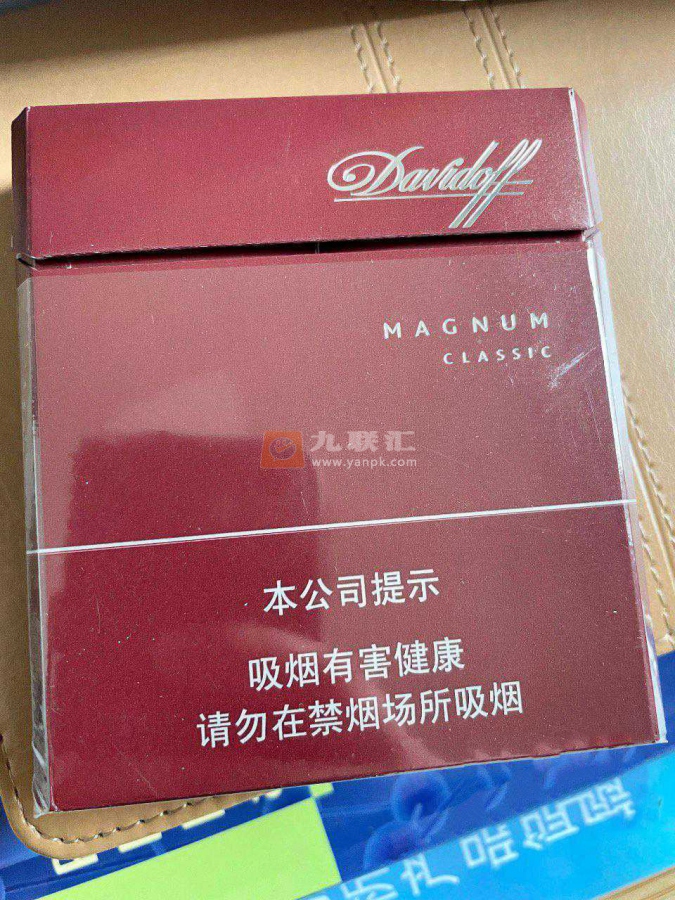 Davidoff
MAGNUM
CLASSIC
九联汇
www.yanpk.com
本公司提示
吸烟有害健康
请勿在禁烟场所吸烟